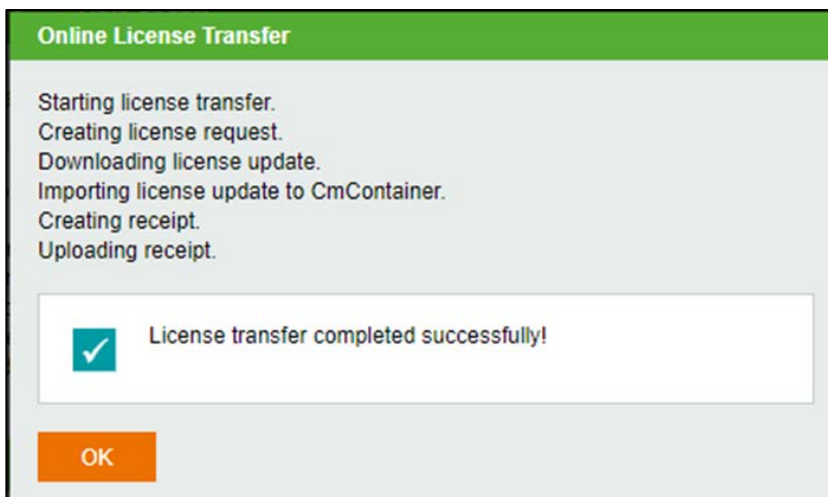 Online License Transfer
Starting license transfer.
Creating license request.
Downloading license update.
Importing license update to CmContainer.
Creating receipt.
Uploading receipt.
License transfer completed successfully!
OK